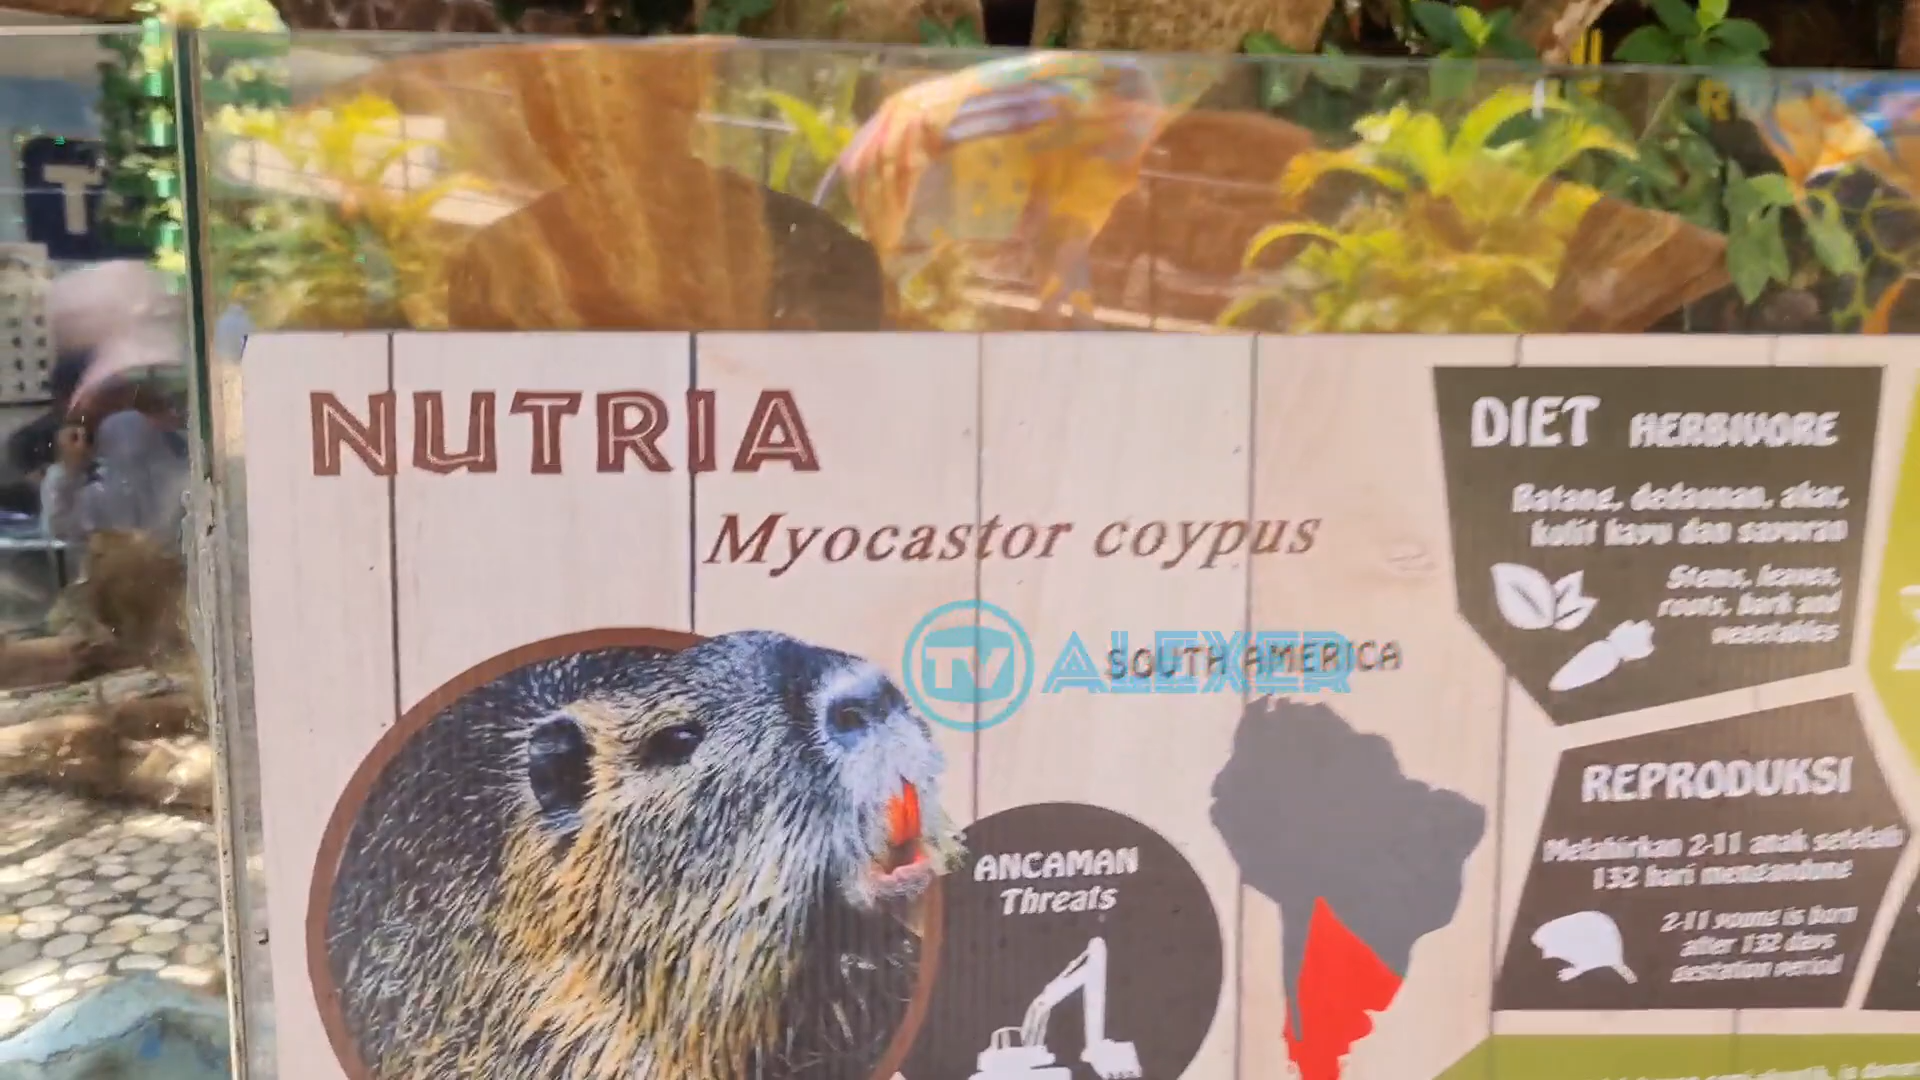 NUTRIA
Myocastor coypus
TV ALEXER
SOUTH AMERICA
ANCAMAN
Threats
DIET HERBIVORE
Batang, dedaunan, akar,
kulit kayu dan sayuran
Stems, leaves,
roots, bark and
vegetables
REPRODUKSI
Melahirkan 2-11 anak setelah
132 hari mengandung
2-11 young is born
after 132 days
gestation period